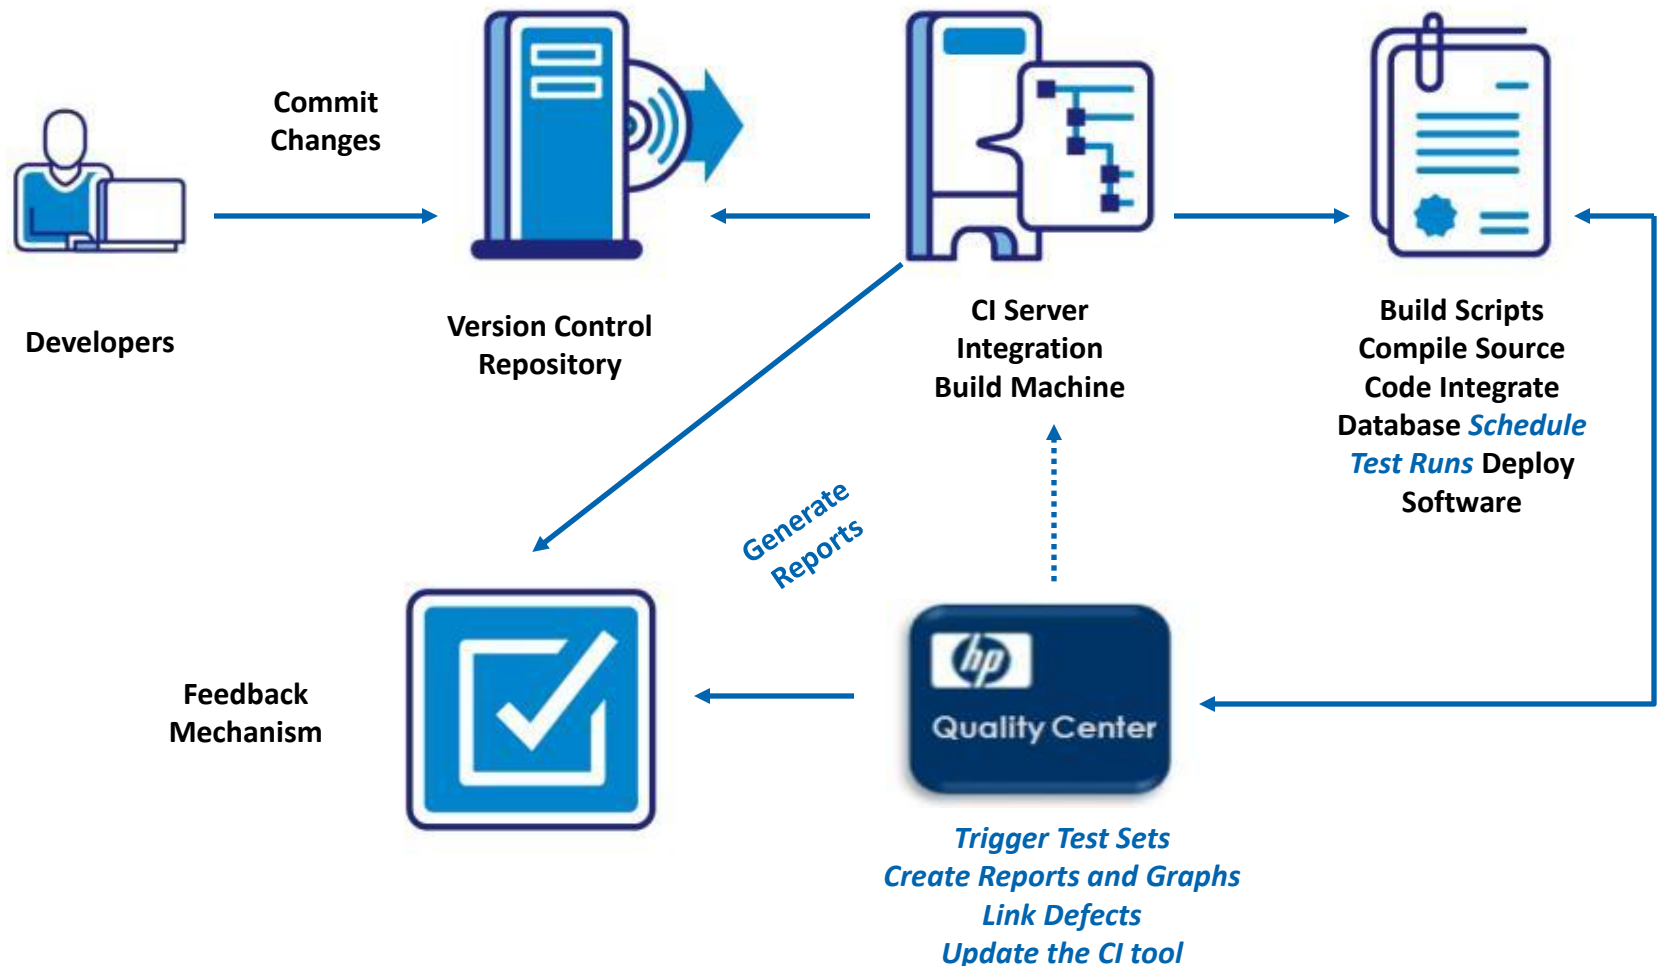 Commit
Changes
Developers
Version Control
Repository
CI Server
Integration
Build Machine
Build Scripts
Compile Source
Code Integrate
Database Schedule
Test Runs Deploy
Software
Generate
Reports
Feedback
Mechanism
hp
Quality Center
Trigger Test Sets
Create Reports and Graphs
Link Defects
Update the CI tool